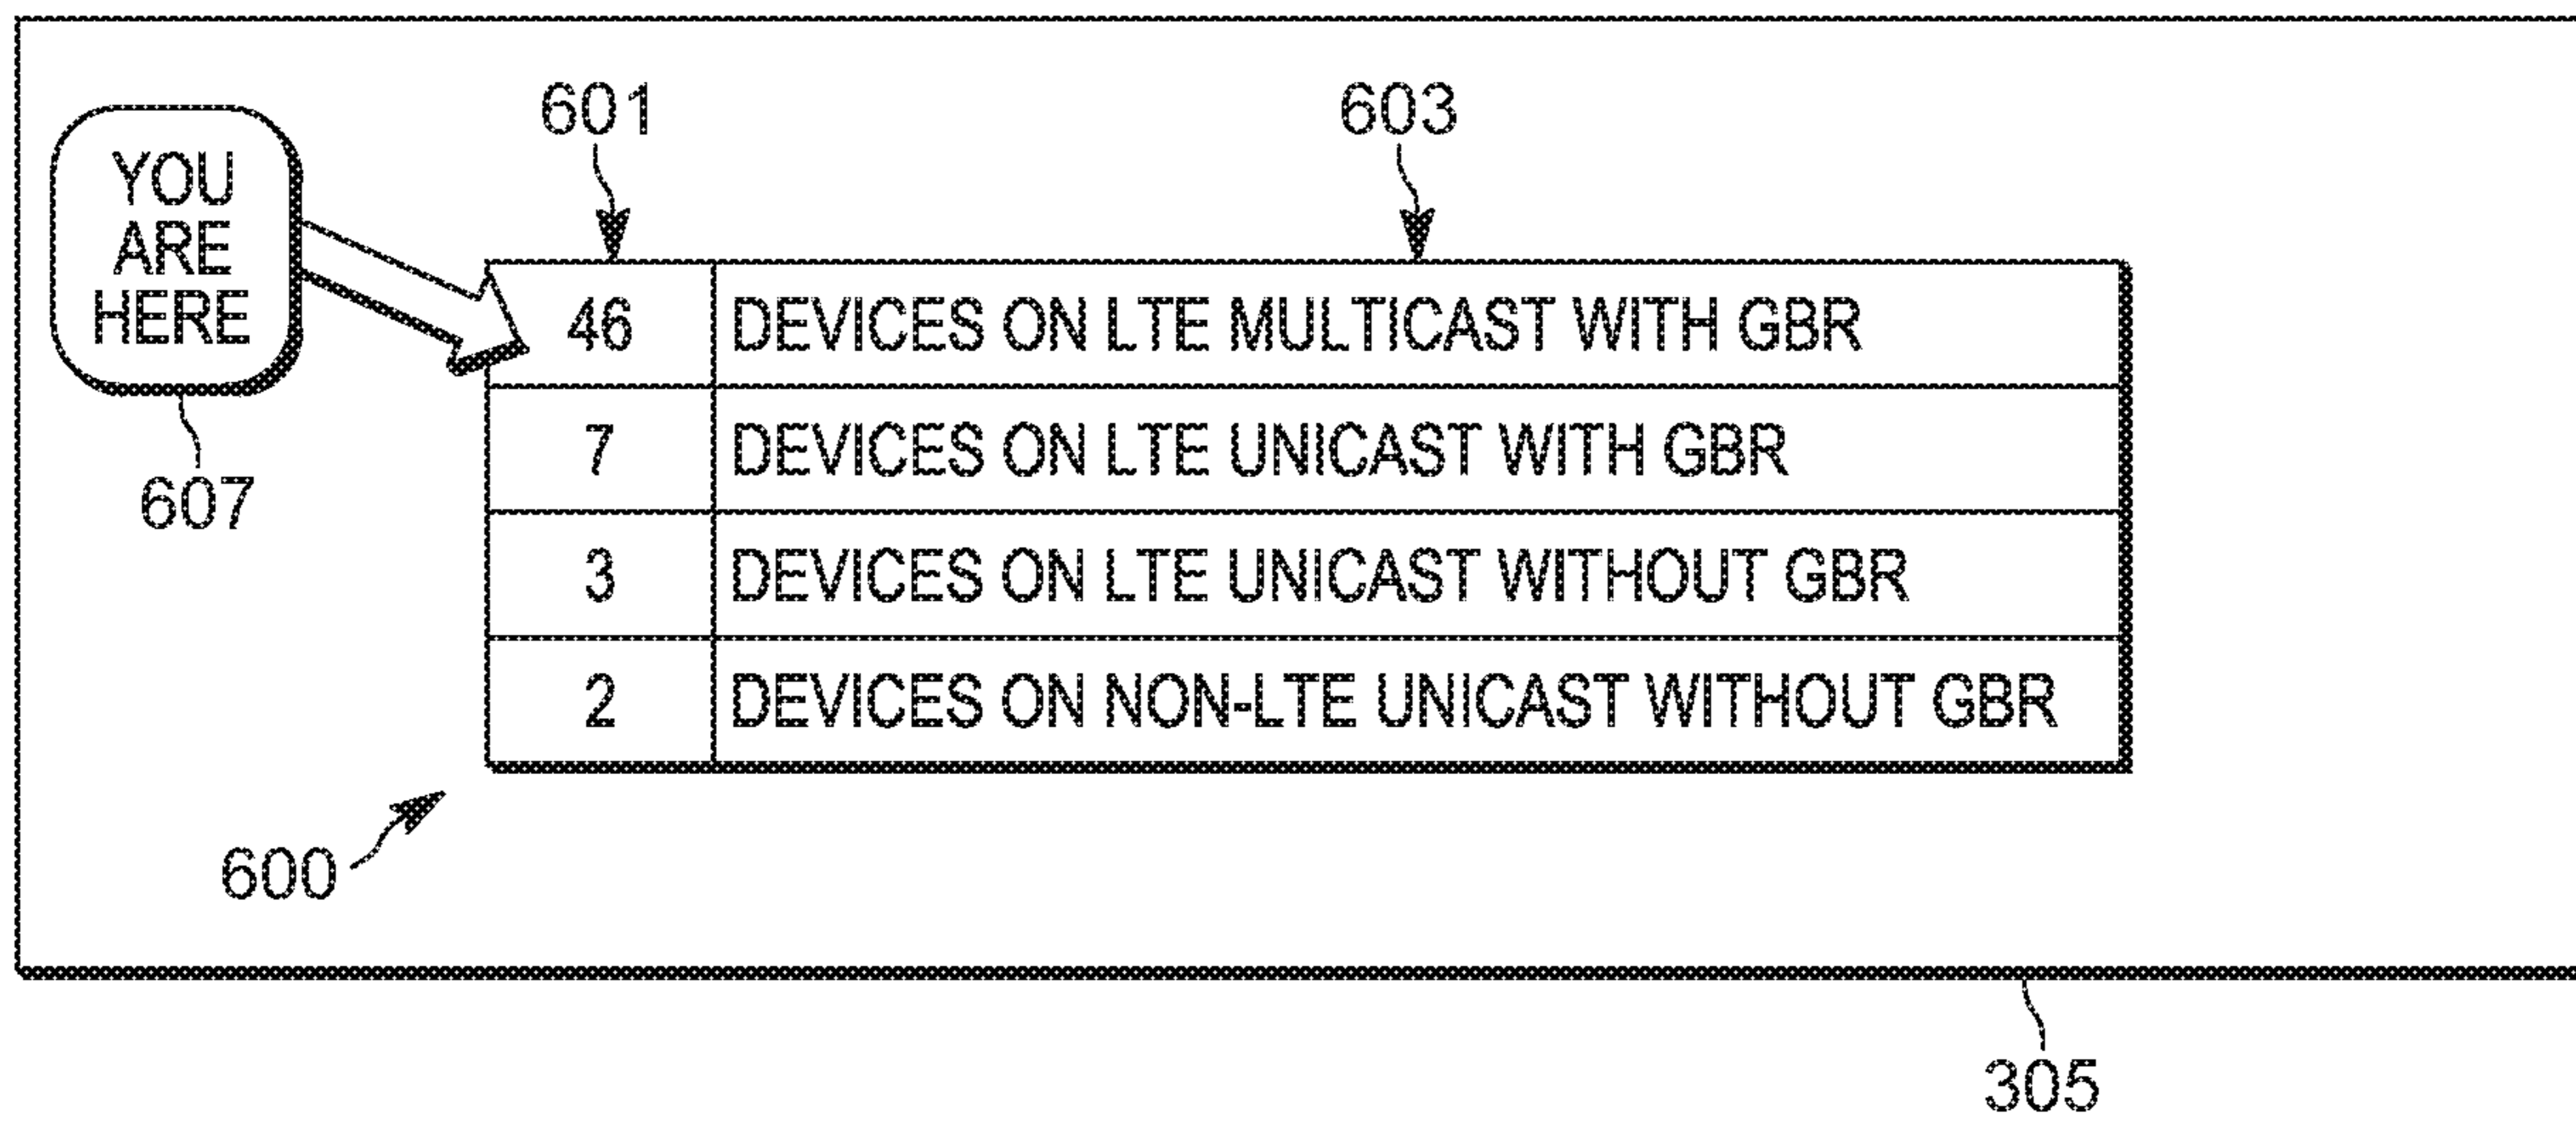 601
603
YOU
ARE
HERE
46 DEVICES ON LTE MULTICAST WITH GBR
7 DEVICES ON LTE UNICAST WITH GBR
607
3 DEVICES ON LTE UNICAST WITHOUT GBR
2 DEVICES ON NON-LTE UNICAST WITHOUT GBR
600
305